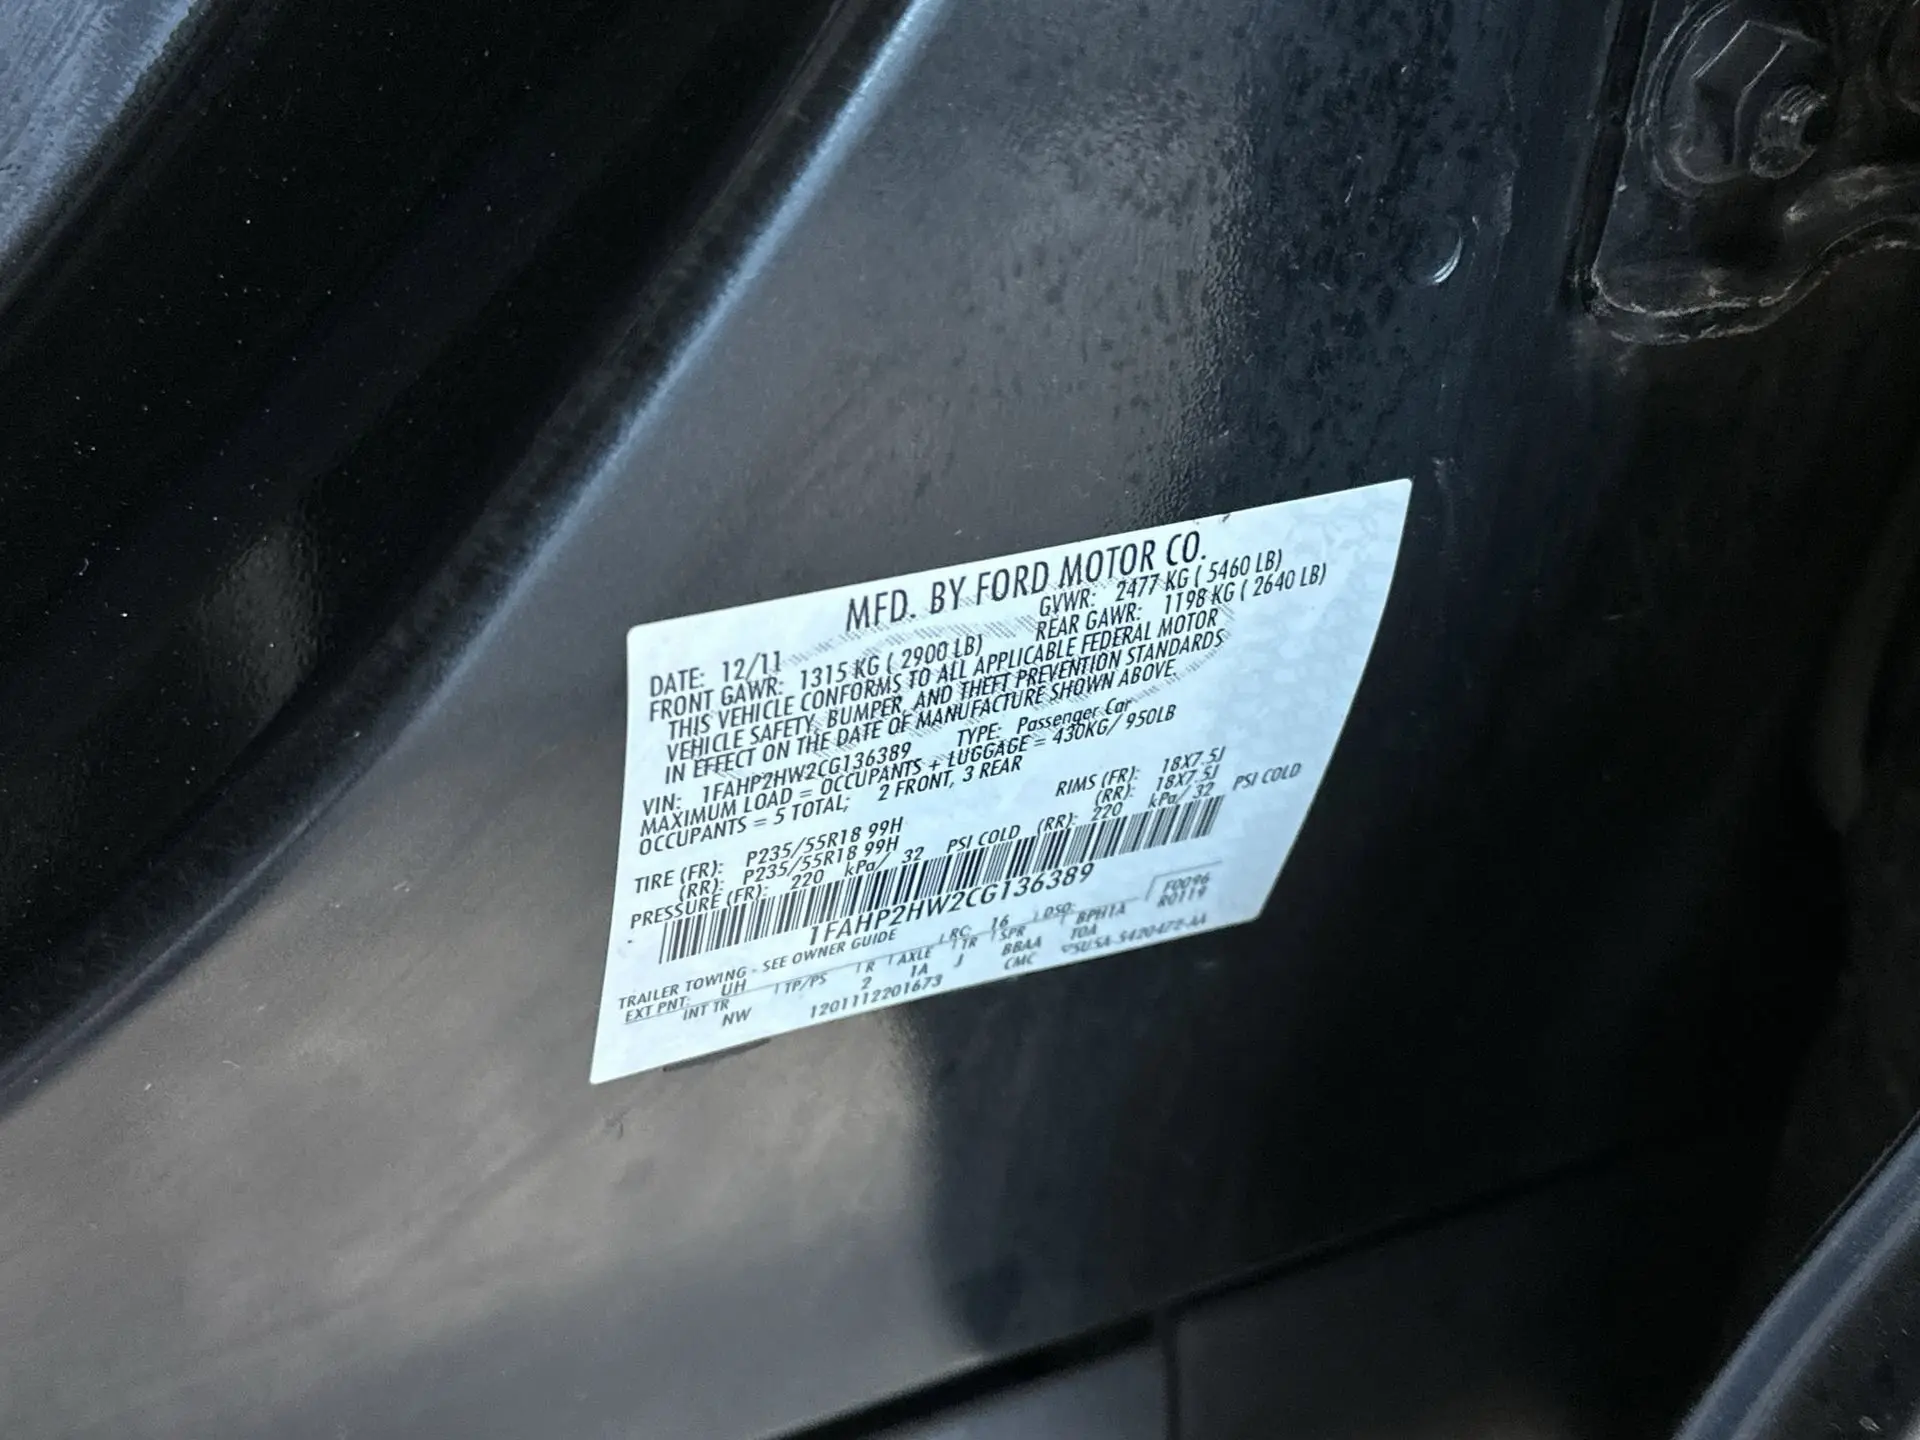 MFD. BY FORD MOTOR CO.
DATE: 12/11 GVWR: 2477 KG ( 5460 LB)
FRONT GAWR: 1315 KG ( 2900 LB) REAR GAWR: 1198 KG ( 2640 LB)
THIS VEHICLE CONFORMS TO ALL APPLICABLE FEDERAL MOTOR
VEHICLE SAFETY, BUMPER, AND THEFT PREVENTION STANDARDS
IN EFFECT ON THE DATE OF MANUFACTURE SHOWN ABOVE.
VIN: 1FAHP2HW2CG136389 TYPE: Passenger Car
MAXIMUM LOAD = OCCUPANTS + LUGGAGE = 430KG/ 950LB
OCCUPANTS = 5 TOTAL; 2 FRONT, 3 REAR
TIRE (FR): P235/55R18 99H RIMS (FR): 18X7.5J
(RR): P235/55R18 99H (RR): 18X7.5J
PRESSURE (FR): 220 kPa/ 32 PSI COLD (RR): 220 kPa/ 32 PSI COLD
1FAHP2HW2CG136389
TRAILER TOWING - SEE OWNER GUIDE F0096
EXT PNT: UH RC: 16 DSO: R0119
INT TR TP/PS R AXLE TR SPR BPH1A
NW 2 1A J BBAA TOA
1201112201673 CMC